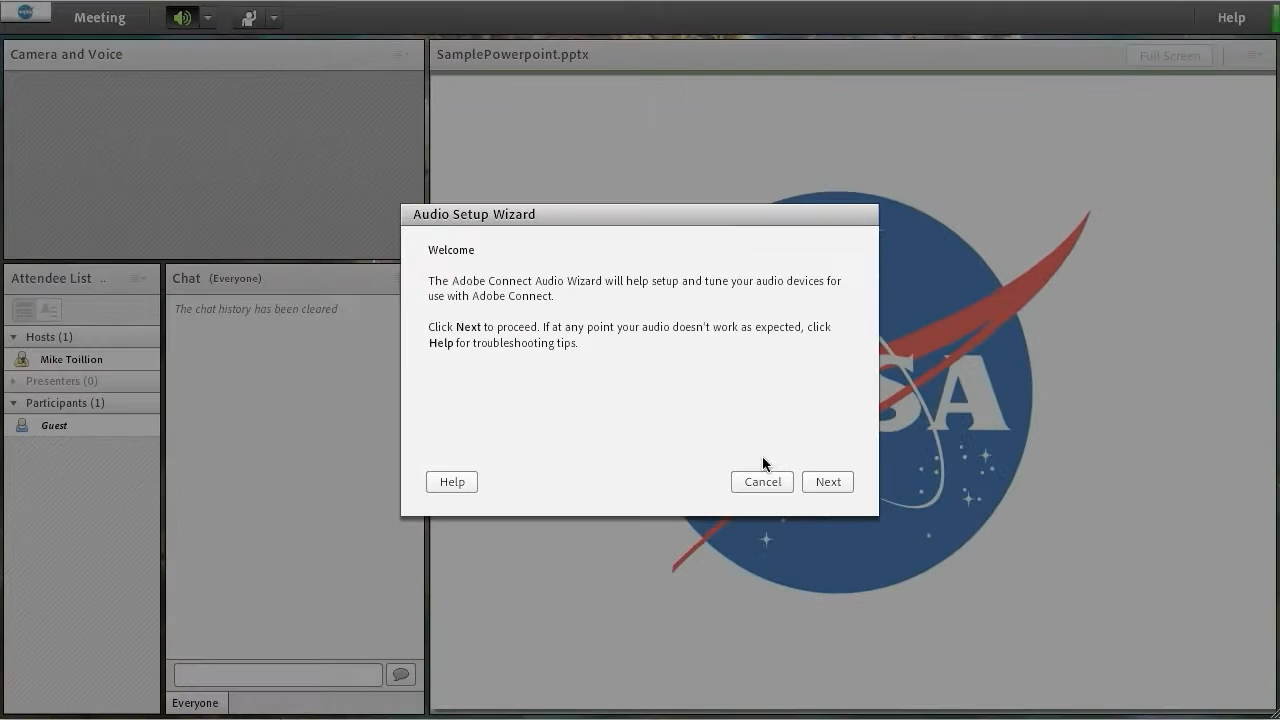 Meeting
Help
Camera and Voice
SamplePowerpoint.pptx
Full Screen
Audio Setup Wizard
Welcome
The Adobe Connect Audio Wizard will help setup and tune your audio devices for
use with Adobe Connect.
Click Next to proceed. If at any point your audio doesn't work as expected, click
Help for troubleshooting tips.
Help
Cancel
Next
Attendee List ..
Hosts (1)
Mike Toillion
Presenters (0)
Participants (1)
Guest
Chat (Everyone)
The chat history has been cleared
Everyone
SA